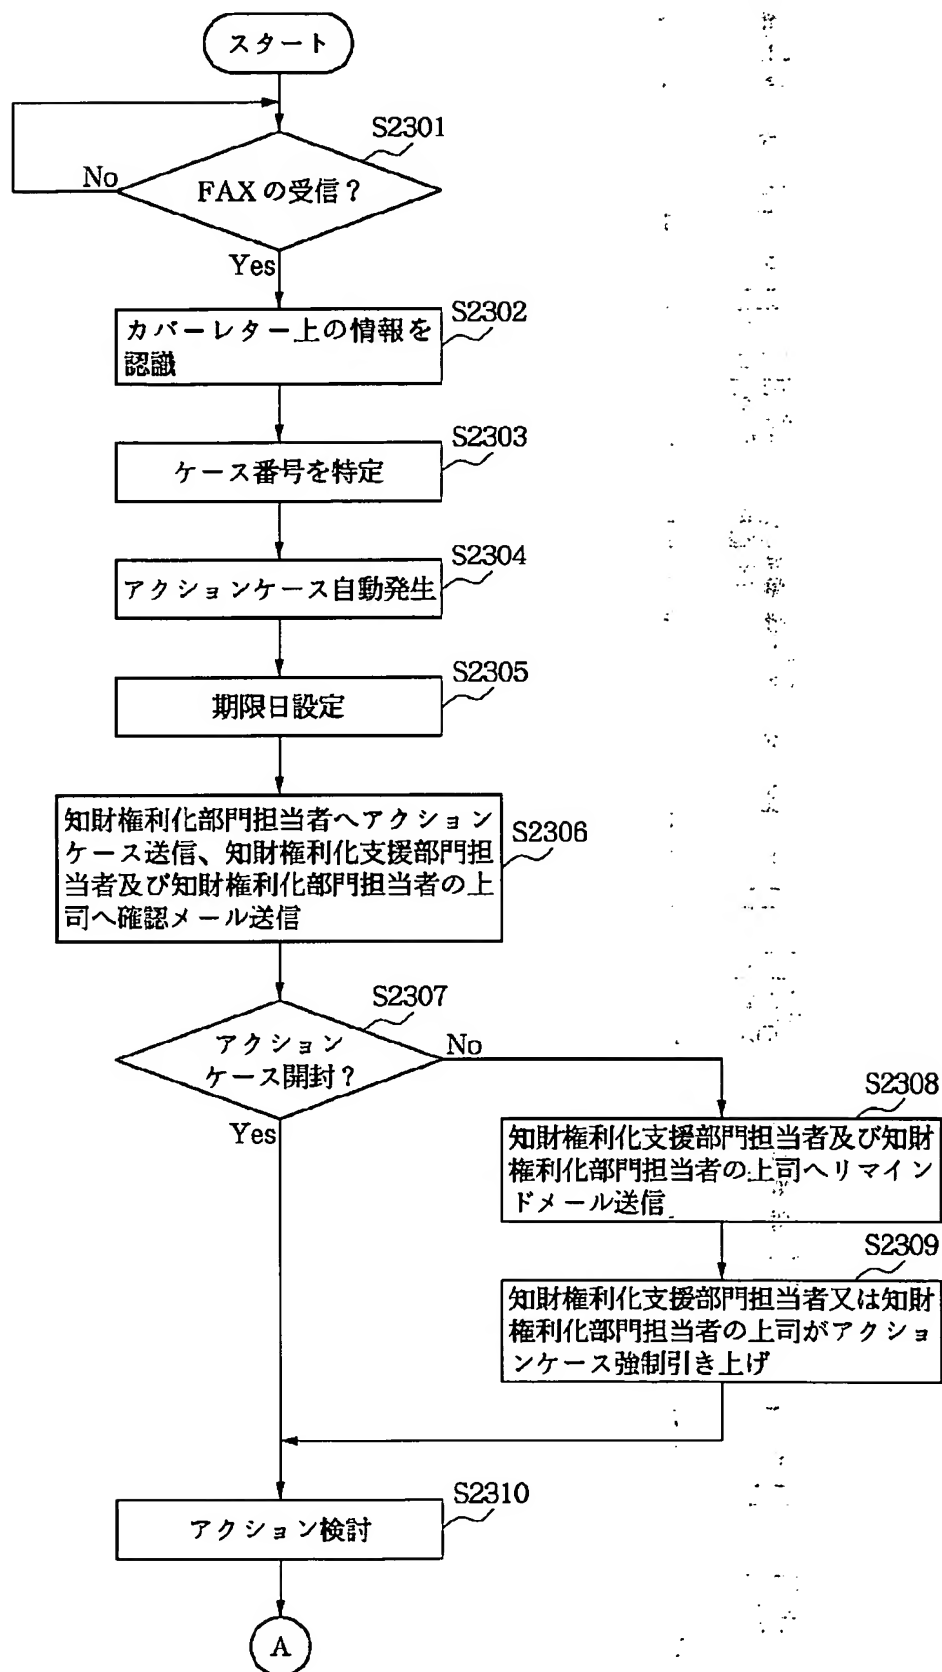 スタート
S2301
No
FAXの受信?
Yes
S2302
カバーレター上の情報を
認識
S2303
ケース番号を特定
S2304
アクションケース自動発生
S2305
期限日設定
S2306
知財権利化部門担当者へアクション
ケース送信、知財権利化支援部門担
当者及び知財権利化部門担当者の上
司へ確認メール送信
S2307
アクション
ケース開封?
No
Yes
S2308
知財権利化支援部門担当者及び知財
権利化部門担当者の上司へリマイン
ドメール送信
S2309
知財権利化支援部門担当者又は知財
権利化部門担当者の上司がアクショ
ンケース強制引き上げ
S2310
アクション検討
A